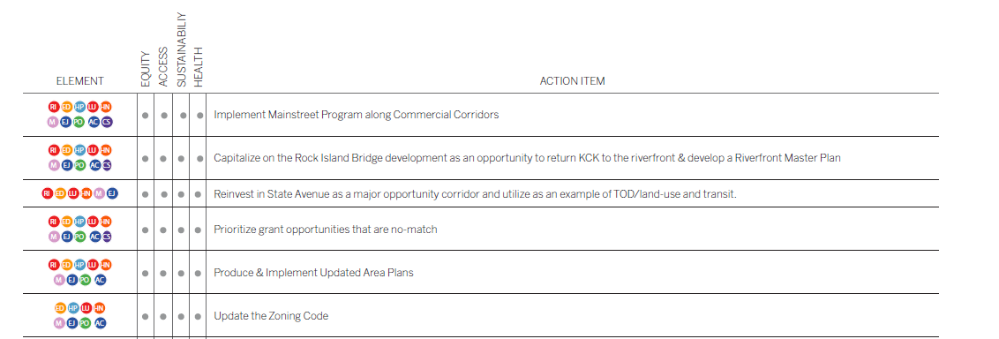 ELEMENT EQUITY ACCESS SUSTAINABILIY HEALTH ACTION ITEM
RI ED HP LU HN
M EJ PO AC CS
Implement Mainstreet Program along Commercial Corridors
RI ED HP LU HN
M EJ PO AC CS
Capitalize on the Rock Island Bridge development as an opportunity to return KCK to the riverfront & develop a Riverfront Master Plan
RI ED LU HN M EJ Reinvest in State Avenue as a major opportunity corridor and utilize as an example of TOD/land-use and transit.
RI ED HP LU HN
M EJ PO AC CS
Prioritize grant opportunities that are no-match
RI ED HP LU HN
M EJ PO AC
Produce & Implement Updated Area Plans
ED HP LU HN
M EJ PO AC
Update the Zoning Code